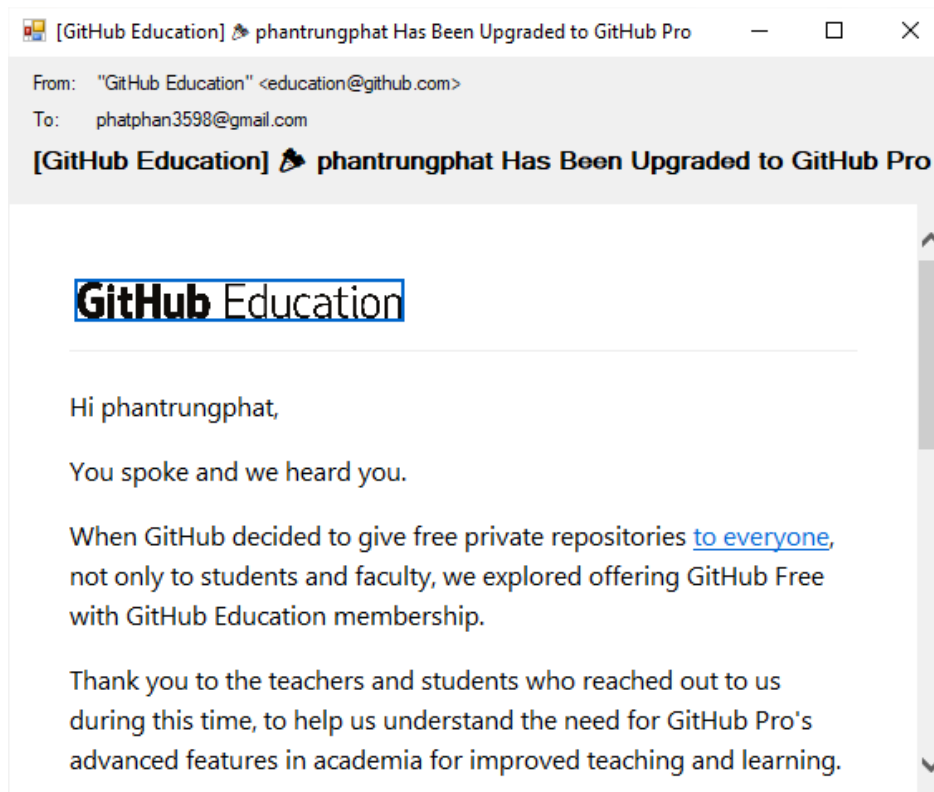 [GitHub Education] 🎉 phantrungphat Has Been Upgraded to GitHub Pro
From: "GitHub Education" <education@github.com>
To: phatphan3598@gmail.com
[GitHub Education] 🎉 phantrungphat Has Been Upgraded to GitHub Pro
GitHub Education
Hi phantrungphat,
You spoke and we heard you.
When GitHub decided to give free private repositories to everyone,
not only to students and faculty, we explored offering GitHub Free
with GitHub Education membership.
Thank you to the teachers and students who reached out to us
during this time, to help us understand the need for GitHub Pro's
advanced features in academia for improved teaching and learning.